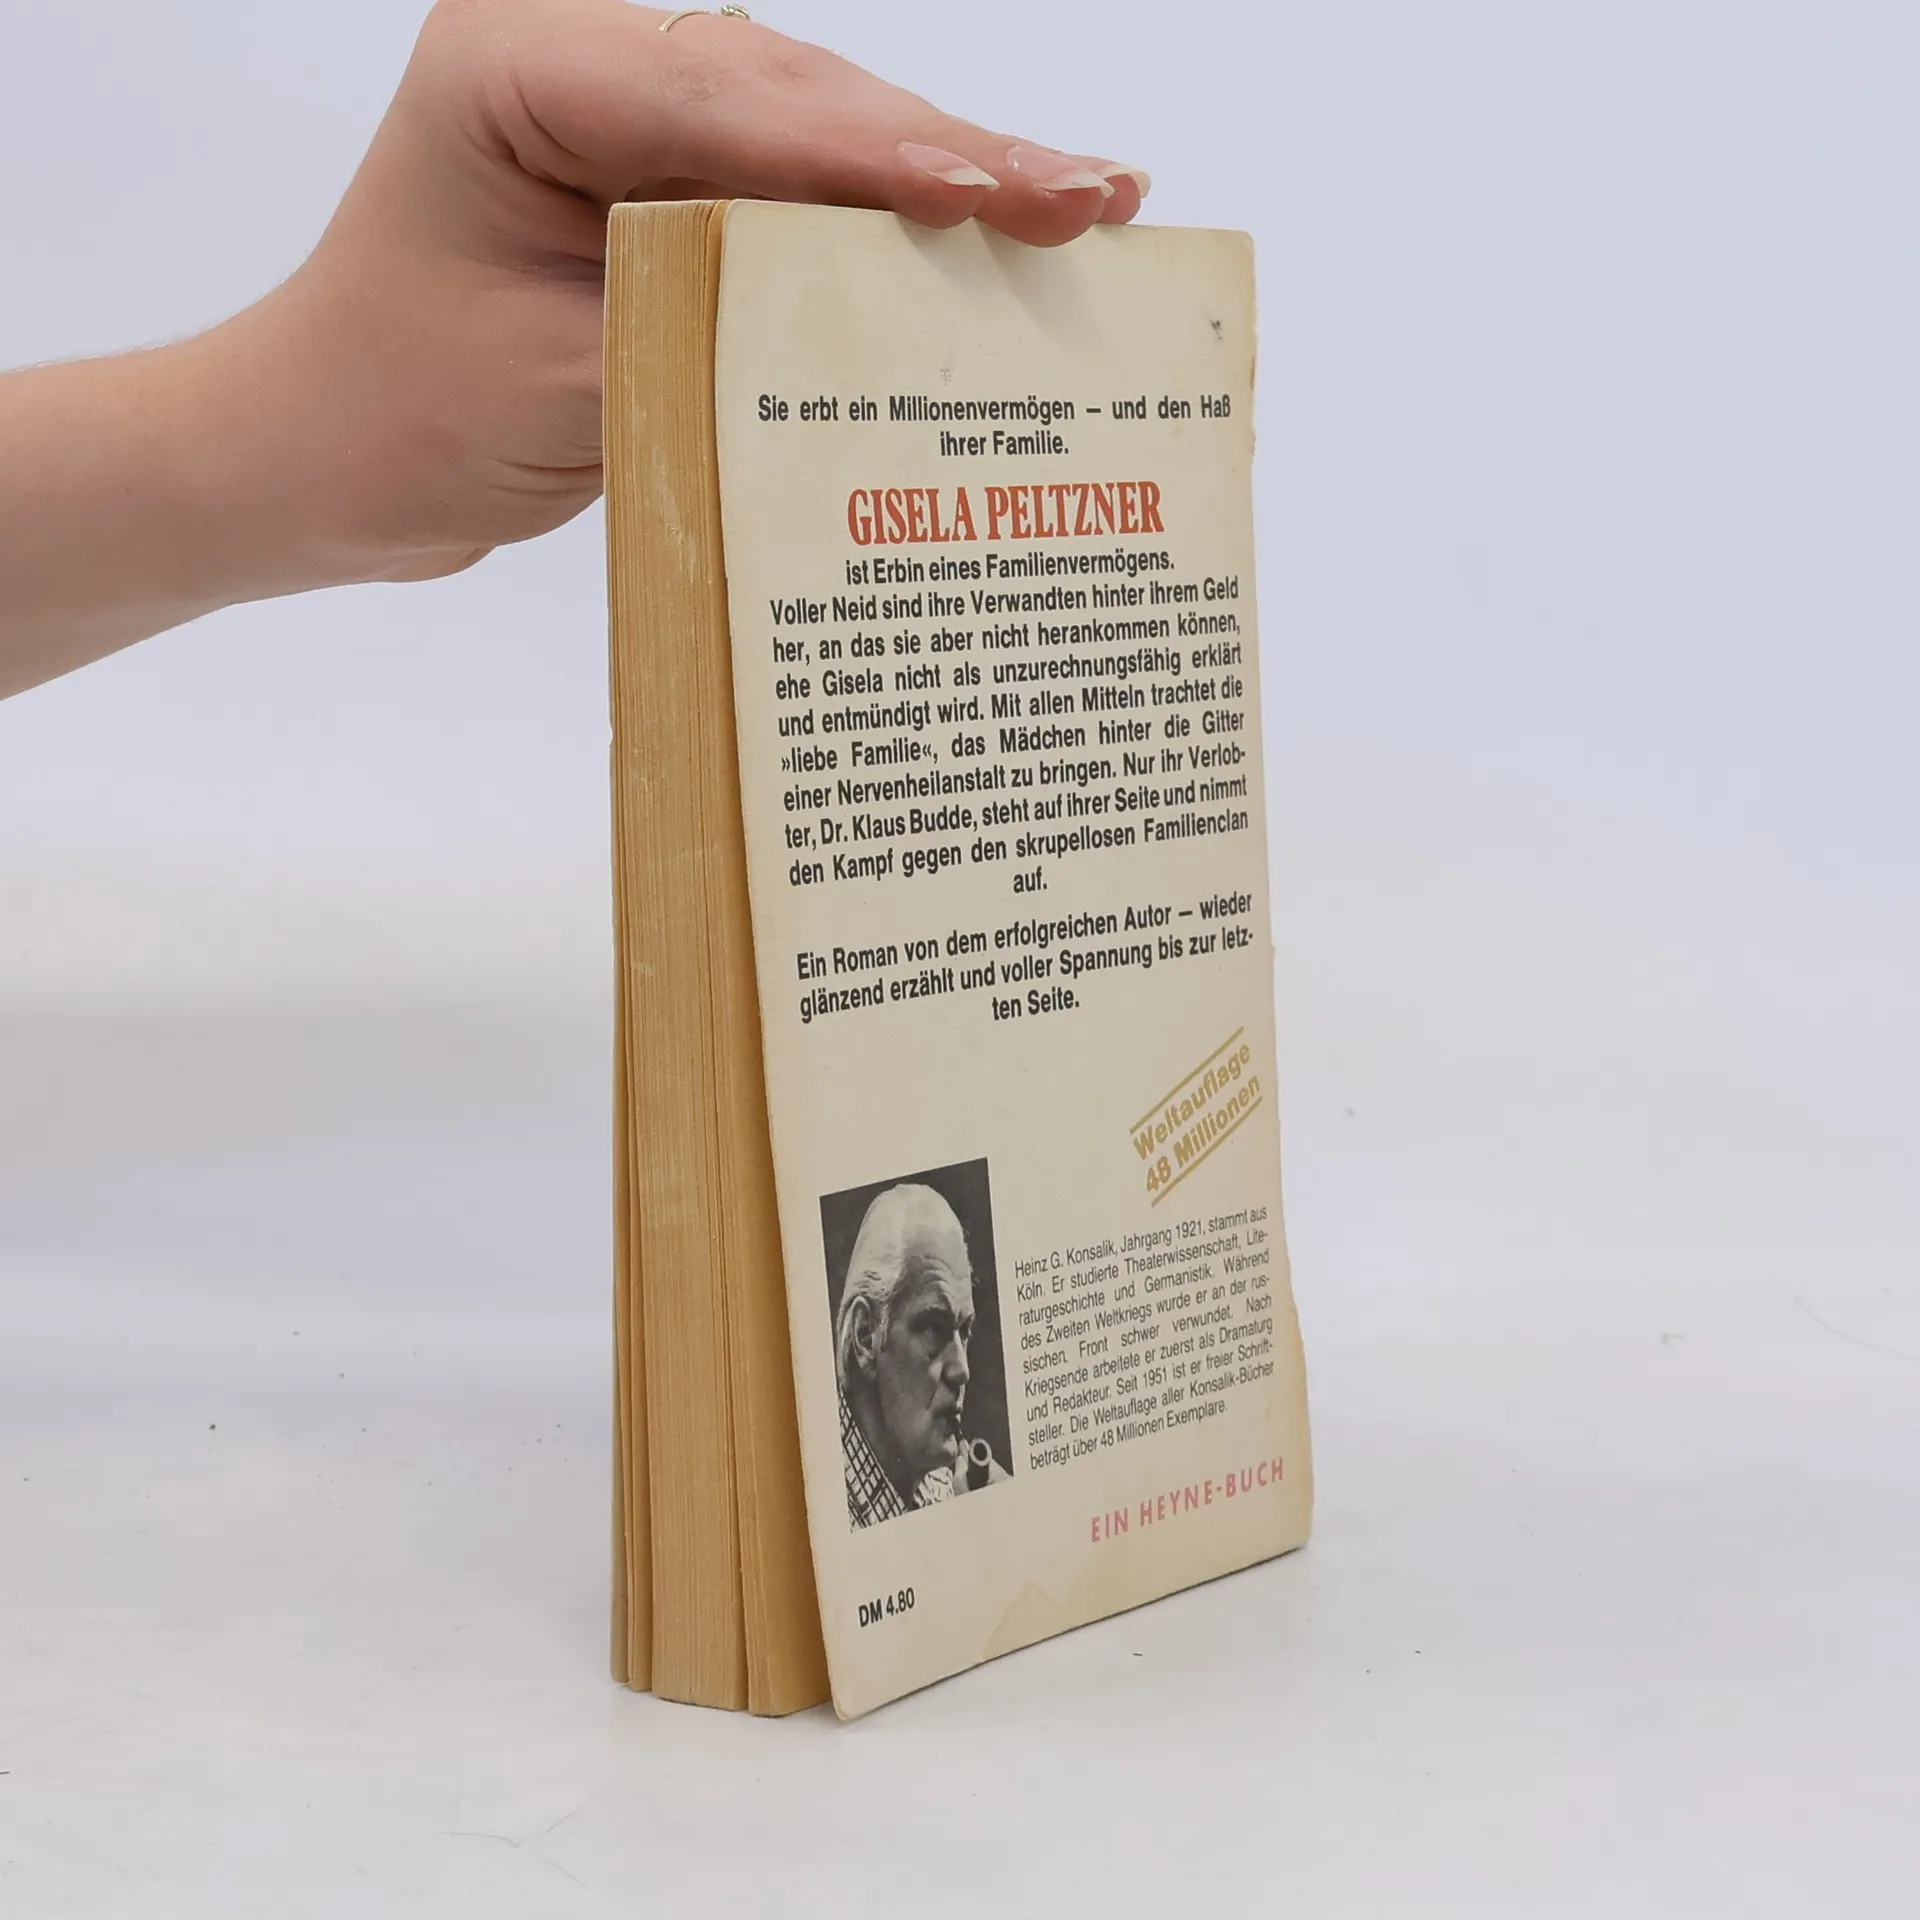 Sie erbt ein Millionenvermögen – und den Haß
ihrer Familie.
GISELA PELTZNER
ist Erbin eines Familienvermögens.
Voller Neid sind ihre Verwandten hinter ihrem Geld
her, an das sie aber nicht herankommen können,
ehe Gisela nicht als unzurechnungsfähig erklärt
und entmündigt wird. Mit allen Mitteln trachtet die
»liebe Familie«, das Mädchen hinter die Gitter
einer Nervenheilanstalt zu bringen. Nur ihr Verlob-
ter, Dr. Klaus Budde, steht auf ihrer Seite und nimmt
den Kampf gegen den skrupellosen Familienclan
auf.
Ein Roman von dem erfolgreichen Autor – wieder
glänzend erzählt und voller Spannung bis zur letz-
ten Seite.
Weltauflage
48 Millionen
Heinz G. Konsalik, Jahrgang 1921, stammt aus
Köln. Er studierte Theaterwissenschaft, Lite-
raturgeschichte und Germanistik. Während
des Zweiten Weltkriegs wurde er an der rus-
sischen Front schwer verwundet. Nach
Kriegsende arbeitete er zuerst als Dramaturg
und Redakteur. Seit 1951 ist er freier Schrift-
steller. Die Weltauflage aller Konsalik-Bücher
beträgt über 48 Millionen Exemplare.
EIN HEYNE-BUCH
DM 4.80